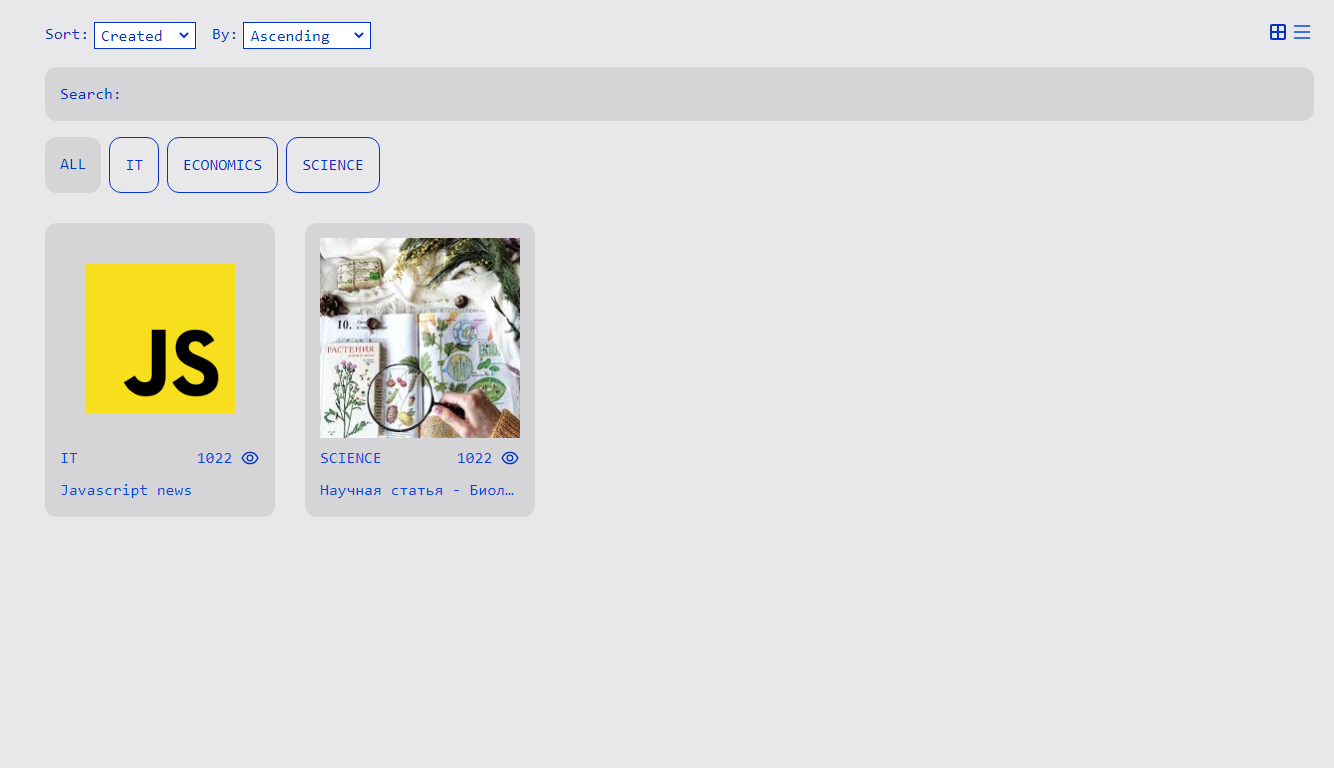 Sort: Created By: Ascending
Search:
ALL IT ECONOMICS SCIENCE
JS
10.
РАСТЕНИЯ
IT 1022 SCIENCE 1022
Javascript news Научная статья - Биол…